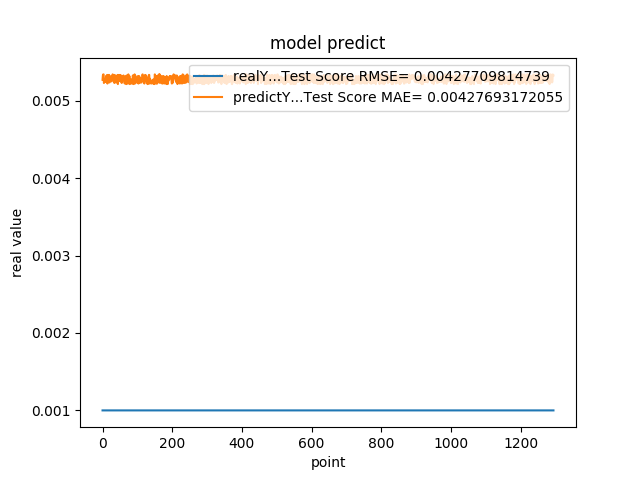 model predict
realY...Test Score RMSE= 0.00427709814739
predictY...Test Score MAE= 0.00427693172055
0.005
0.004
0.003
0.002
0.001
real value
0 200 400 600 800 1000 1200
point